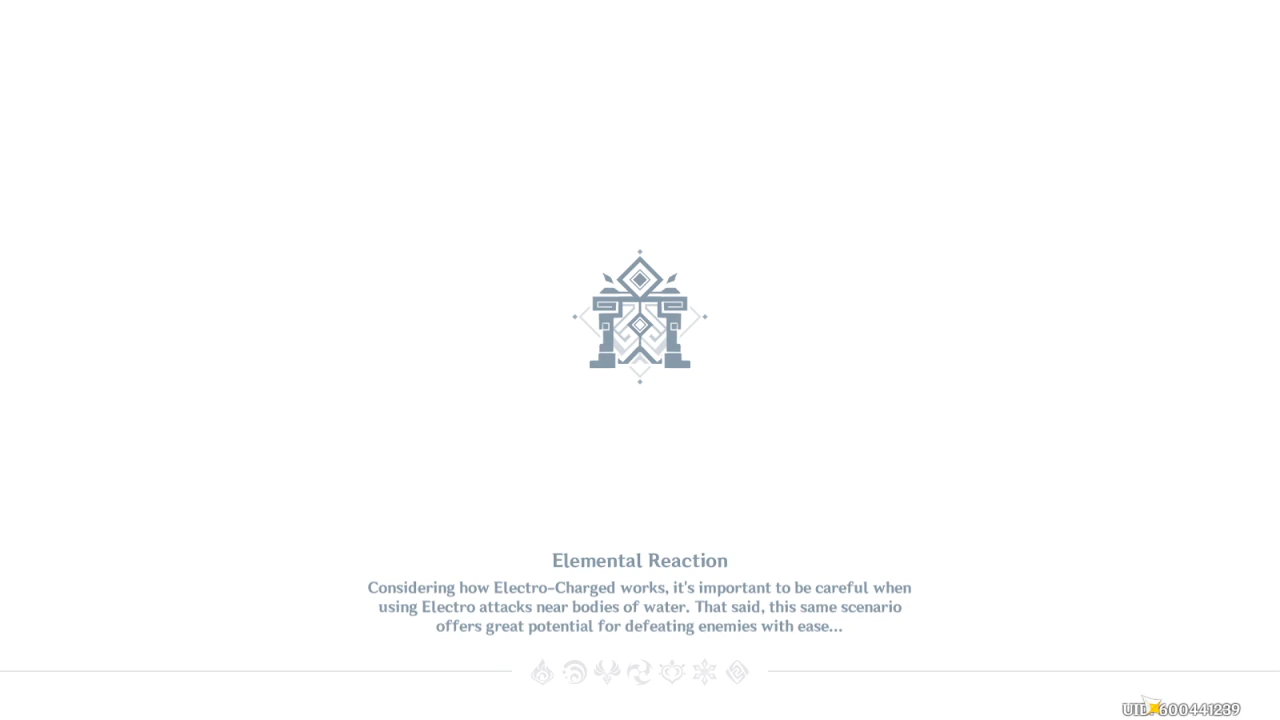 Elemental Reaction
Considering how Electro-Charged works, it's important to be careful when
using Electro attacks near bodies of water. That said, this same scenario
offers great potential for defeating enemies with ease...
UID: 600441239